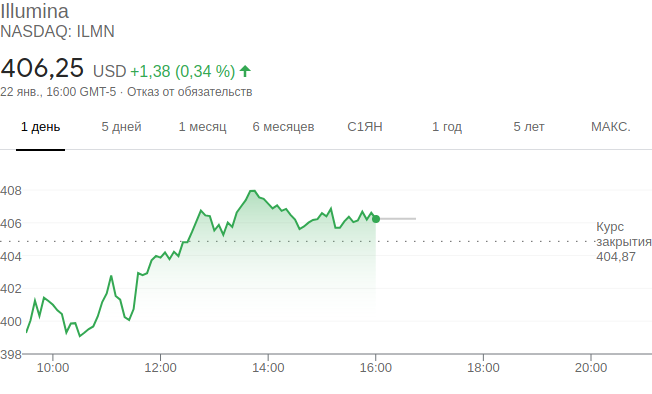 Illumina
NASDAQ: ILMN
406,25 USD +1,38 (0,34 %)
22 янв., 16:00 GMT-5 · Отказ от обязательств
1 день 5 дней 1 месяц 6 месяцев С1ЯН 1 год 5 лет МАКС.
408
406
Курс
закрытия
404,87
404
402
400
398
10:00 12:00 14:00 16:00 18:00 20:00